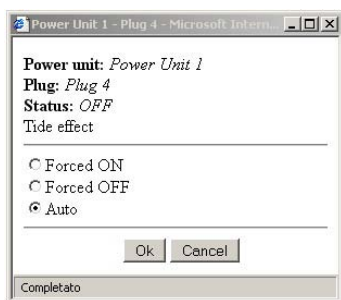 Power Unit 1 - Plug 4 - Microsoft Intern...
Power unit: Power Unit 1
Plug: Plug 4
Status: OFF
Tide effect
Forced ON
Forced OFF
Auto
Ok Cancel
Completato